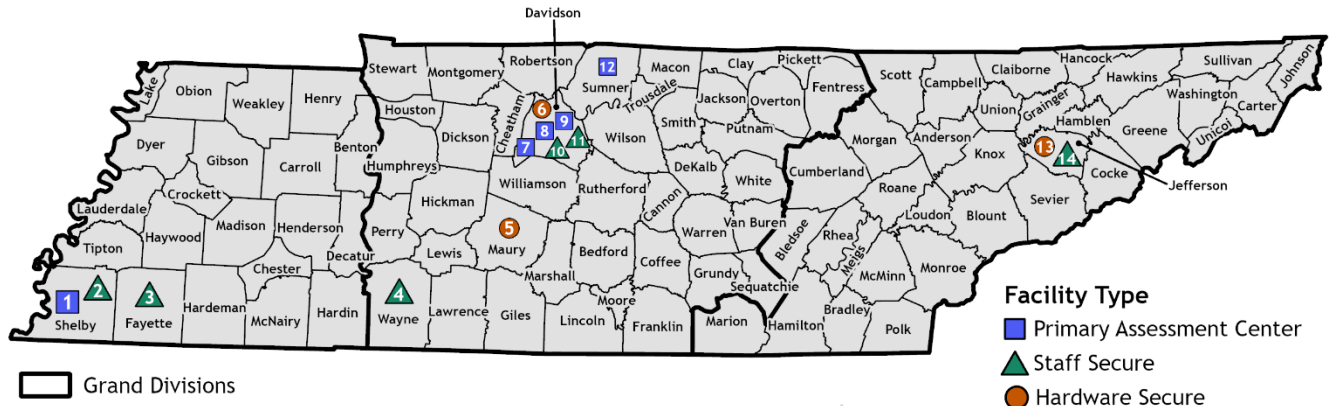 Davidson
Stewart
Montgomery
Robertson
12
Sumner
Macon
Clay
Pickett
Fentress
Scott
Campbell
Claiborne
Hancock
Hawkins
Sullivan
Johnson
Lake
Obion
Weakley
Henry
Houston
Cheatham
6
Trousdale
Jackson
Overton
Union
Grainger
Washington
Carter
Dickson
8
9
Wilson
Smith
Putnam
Morgan
Anderson
Hamblen
Greene
Unicoi
Dyer
Gibson
Carroll
Benton
Humphreys
7
10
11
DeKalb
Knox
13
14
Cocke
Jefferson
Crockett
Williamson
Rutherford
Cannon
White
Cumberland
Roane
Sevier
Lauderdale
Madison
Henderson
Hickman
5
Maury
Warren
Van Buren
Loudon
Blount
Tipton
Haywood
Decatur
Perry
Lewis
Bedford
Coffee
Bledsoe
Rhea
Meigs
McMinn
Monroe
1
2
Shelby
3
Fayette
Hardeman
Chester
McNairy
Hardin
4
Wayne
Lawrence
Giles
Marshall
Moore
Lincoln
Franklin
Grundy
Sequatchie
Marion
Hamilton
Bradley
Polk
Facility Type
Primary Assessment Center
Staff Secure
Hardware Secure
Grand Divisions